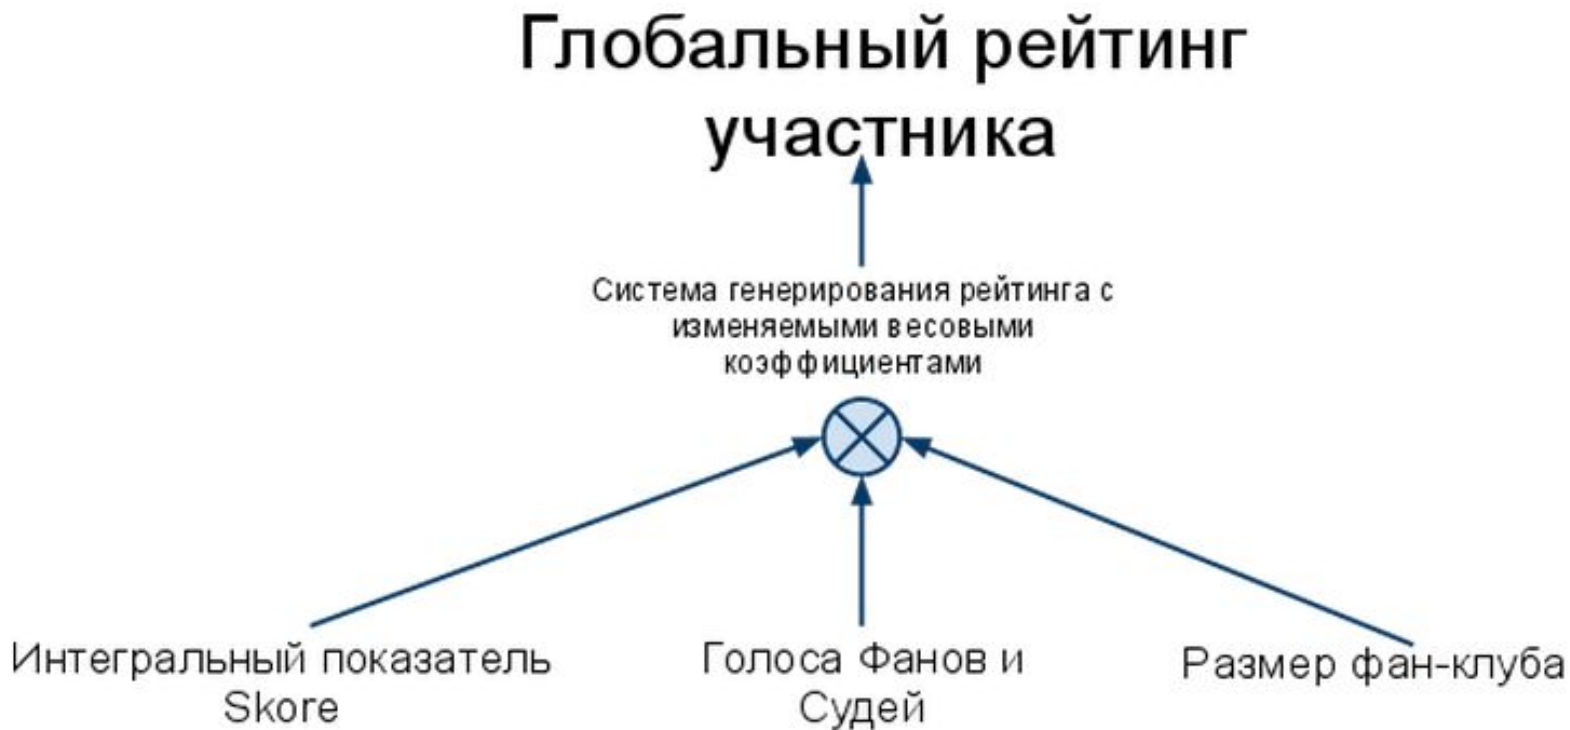 Глобальный рейтинг
участника
Система генерирования рейтинга с
изменяемыми весовыми
коэффициентами
Интегральный показатель
Skore
Голоса Фанов и
Судей
Размер фан-клуба